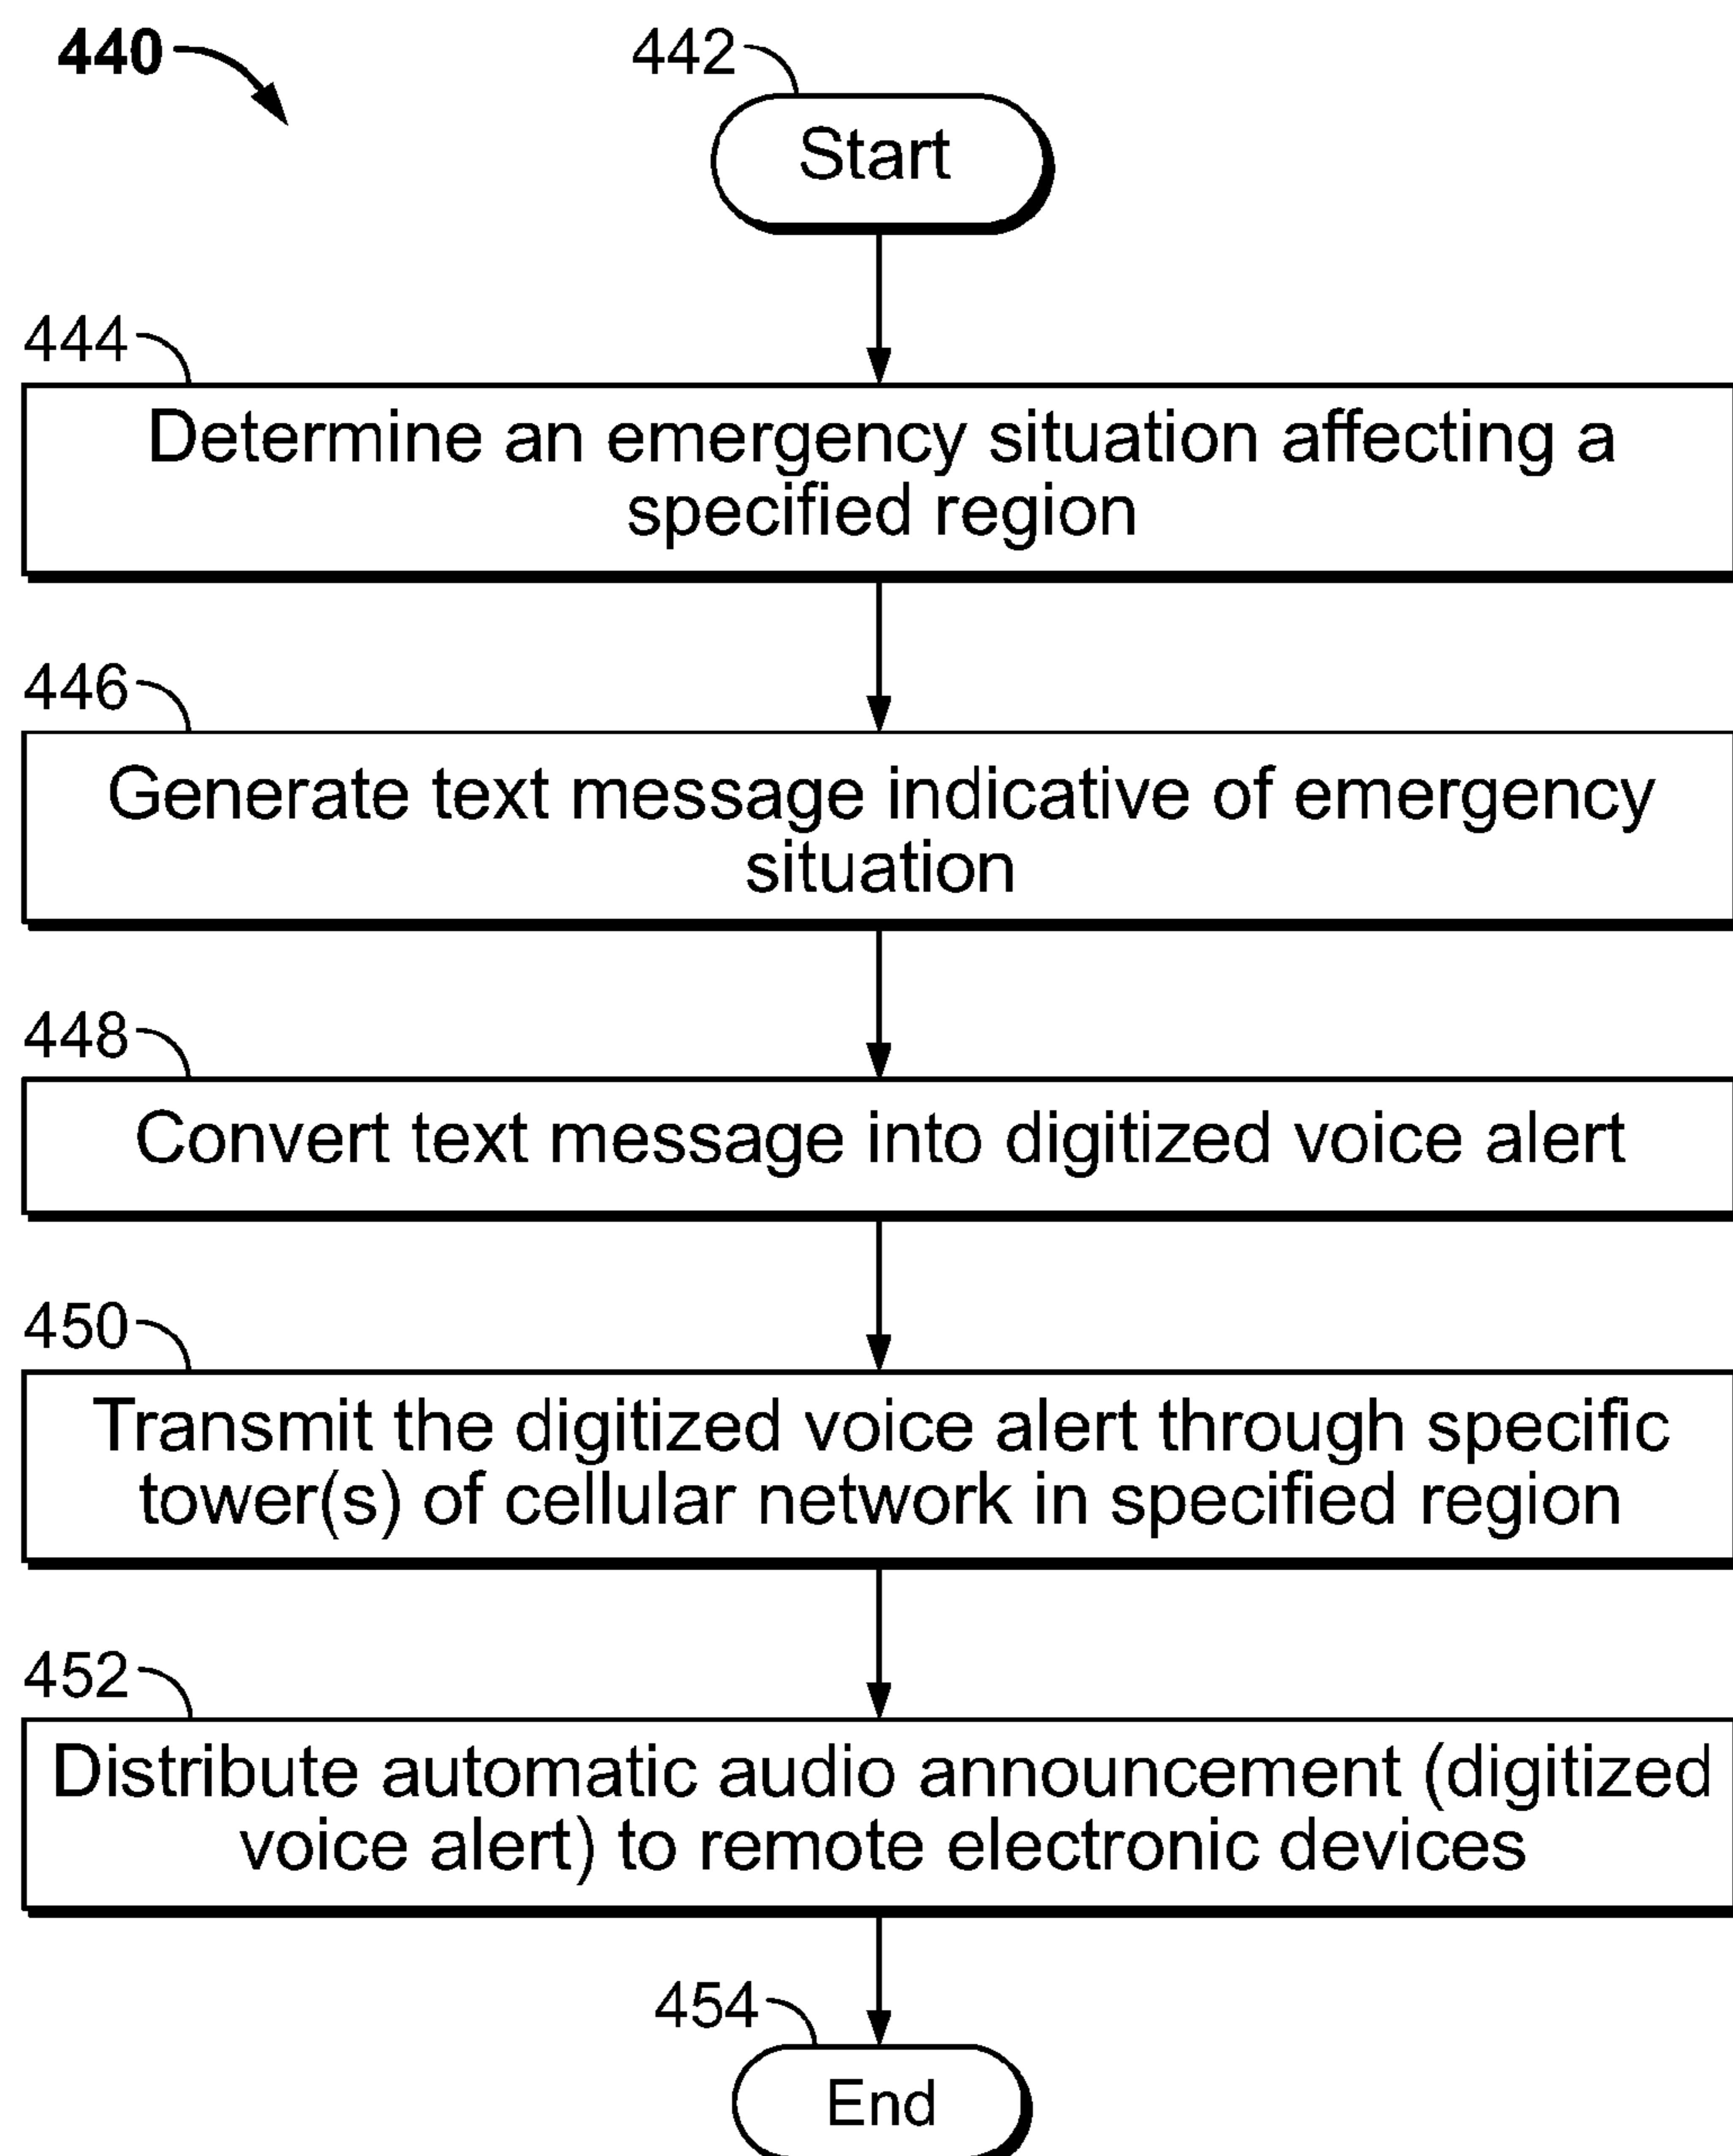 440
442
Start
444
Determine an emergency situation affecting a
specified region
446
Generate text message indicative of emergency
situation
448
Convert text message into digitized voice alert
450
Transmit the digitized voice alert through specific
tower(s) of cellular network in specified region
452
Distribute automatic audio announcement (digitized
voice alert) to remote electronic devices
454
End